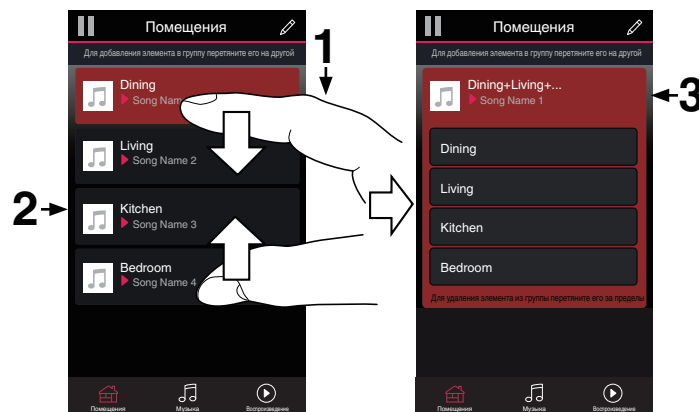 Помещения
Для добавления элемента в группу перетяните его на другой
1
Dining
Song Nam
Living
Song Name 2
2
Kitchen
Song Name 3
Bedroom
Song Name 4
Помещения
Музыка
Воспроизведение
Помещения
Для добавления элемента в группу перетяните его на другой
Dining+Living+...
Song Name 1
3
Dining
Living
Kitchen
Bedroom
Для удаления элемента из группы перетяните его за пределы
Помещения
Музыка
Воспроизведение